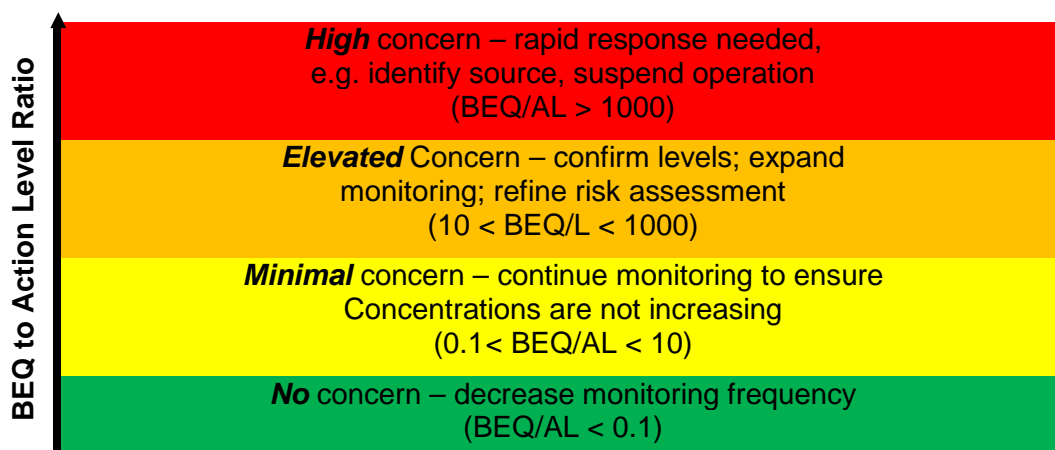 BEQ to Action Level Ratio
High concern – rapid response needed,
e.g. identify source, suspend operation
(BEQ/AL > 1000)
Elevated Concern – confirm levels; expand
monitoring; refine risk assessment
(10 < BEQ/L < 1000)
Minimal concern – continue monitoring to ensure
Concentrations are not increasing
(0.1< BEQ/AL < 10)
No concern – decrease monitoring frequency
(BEQ/AL < 0.1)